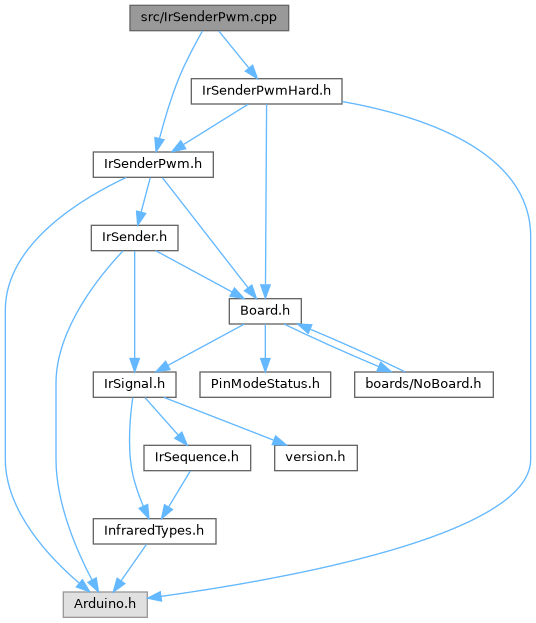 src/IrSenderPwm.cpp
IrSenderPwmHard.h
IrSenderPwm.h
IrSender.h
Board.h
IrSignal.h
PinModeStatus.h
boards/NoBoard.h
IrSequence.h
version.h
InfraredTypes.h
Arduino.h